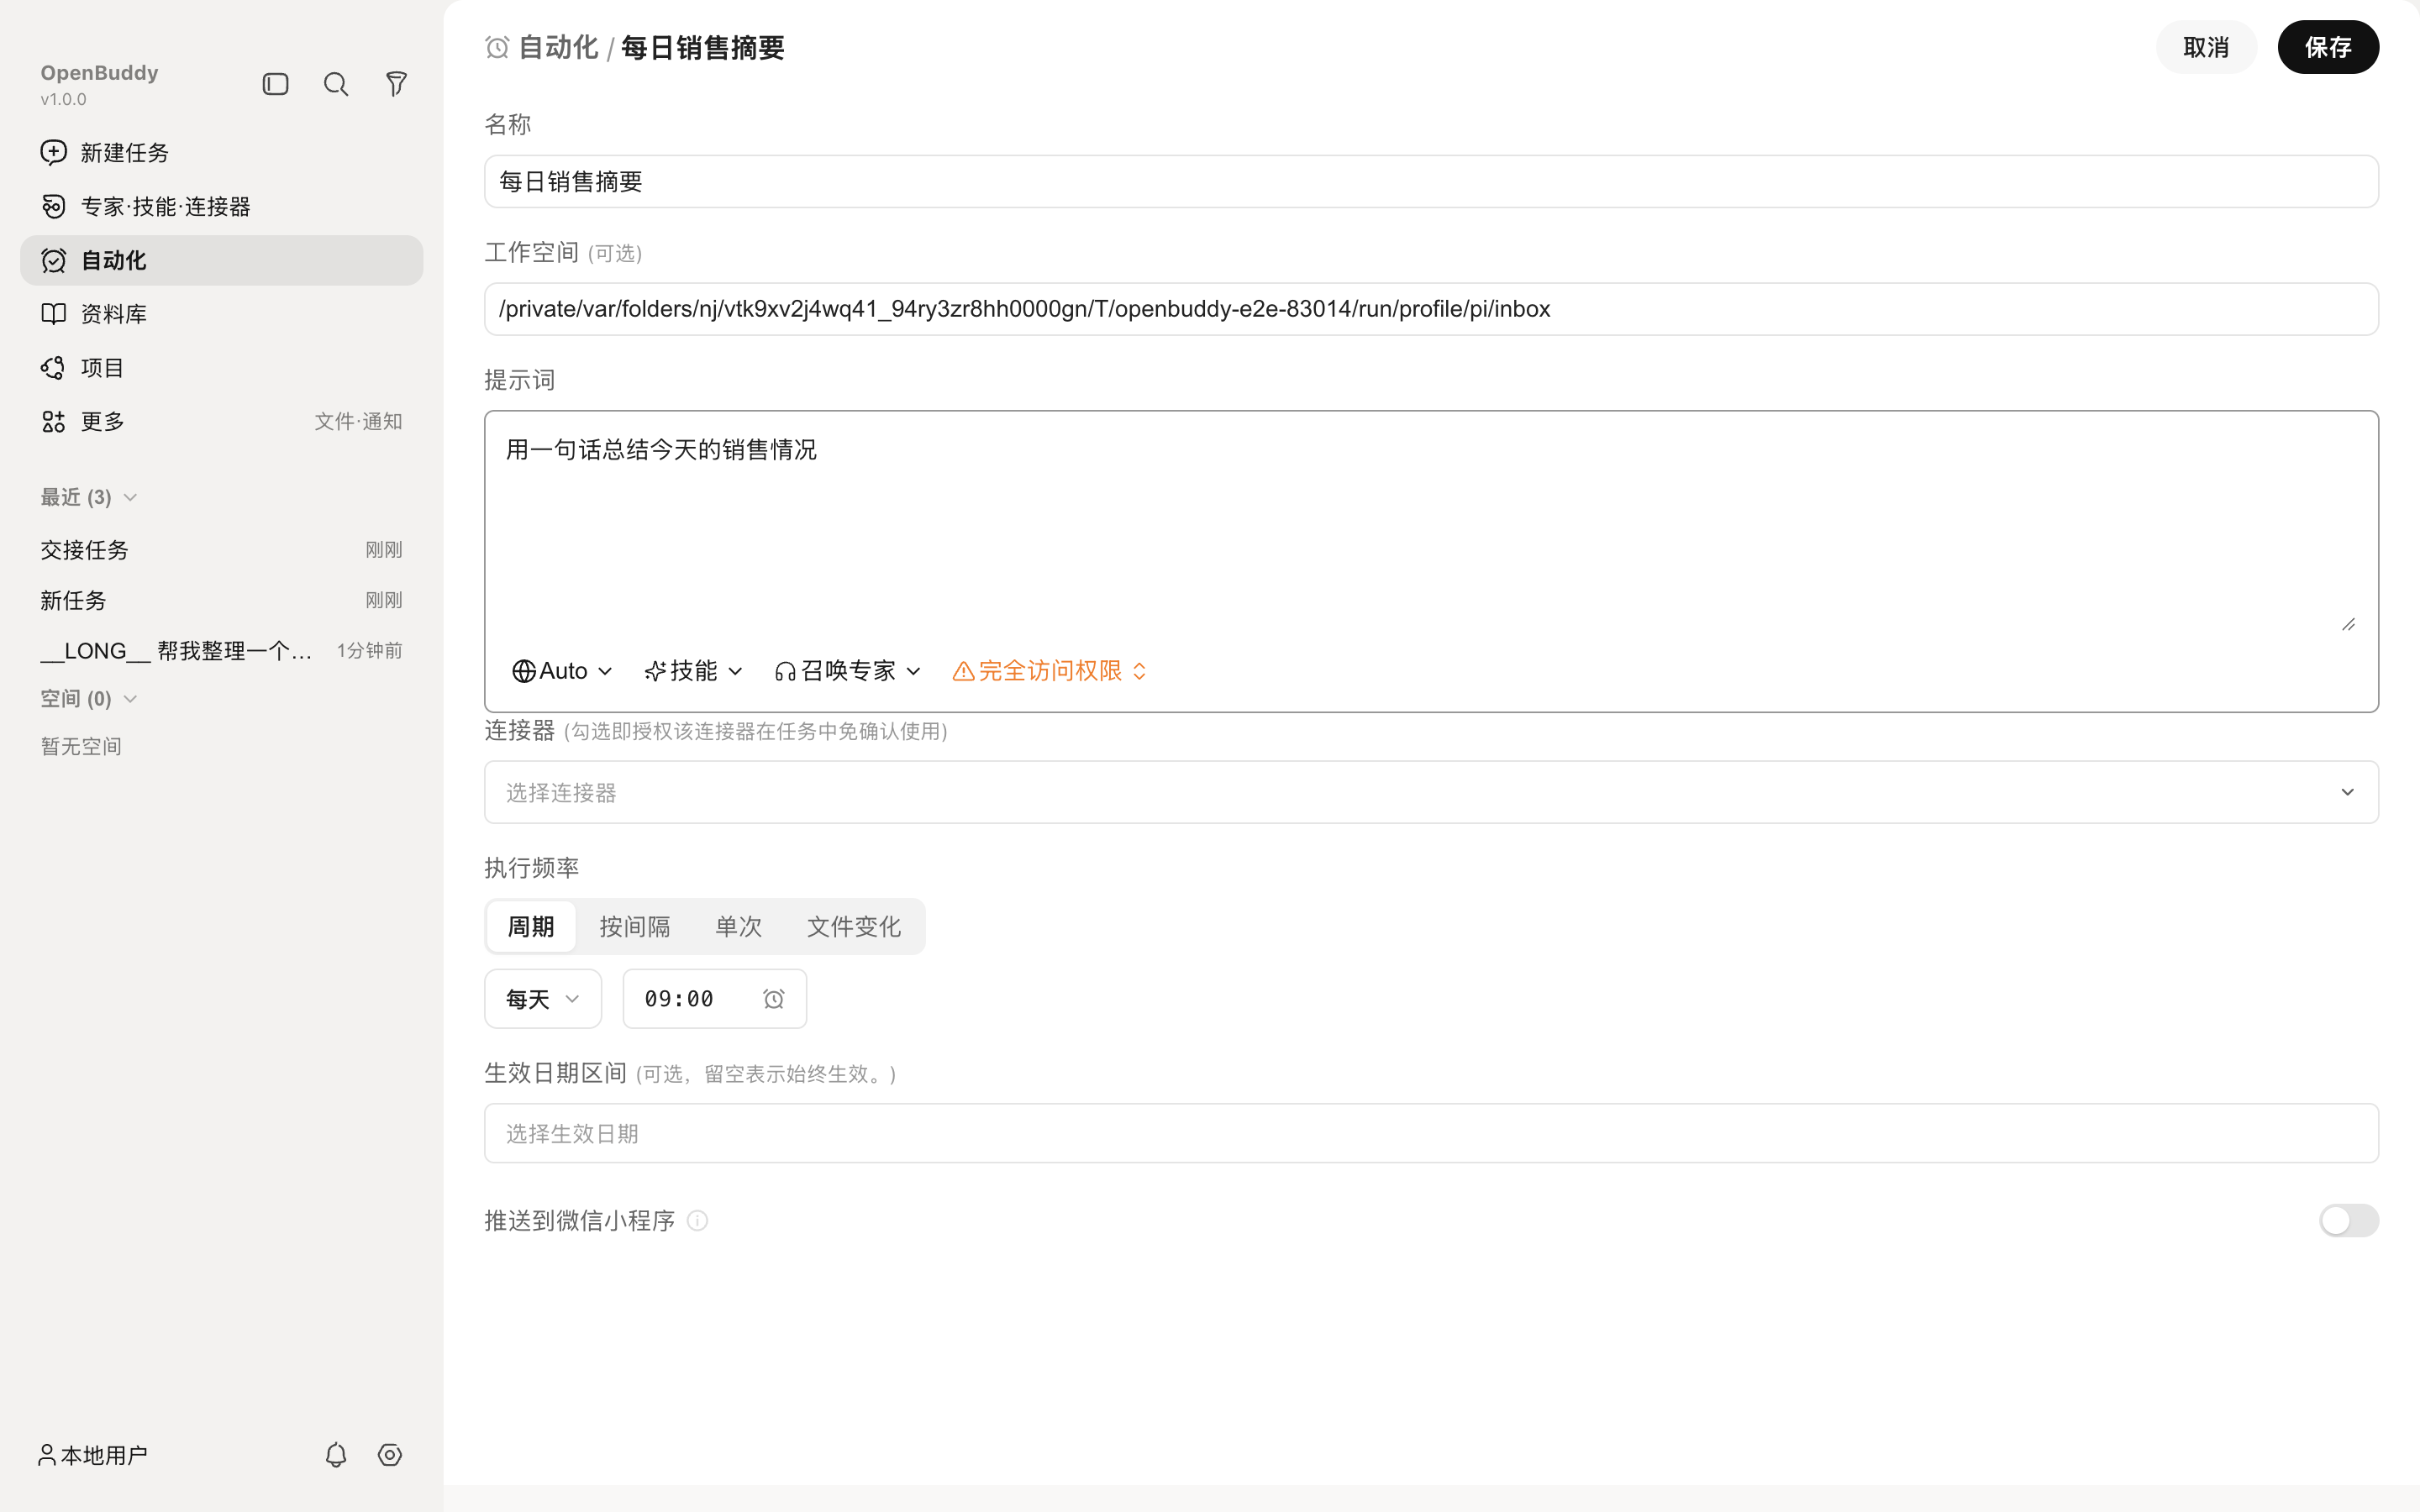 OpenBuddy
v1.0.0
新建任务
专家·技能·连接器
自动化
资料库
项目
更多 文件·通知
最近 (3)
交接任务 刚刚
新任务 刚刚
__LONG__ 帮我整理一个… 1分钟前
空间 (0)
暂无空间
本地用户
自动化 / 每日销售摘要
取消 保存
名称
每日销售摘要
工作空间 (可选)
/private/var/folders/nj/vtk9xv2j4wq41_94ry3zr8hh0000gn/T/openbuddy-e2e-83014/run/profile/pi/inbox
提示词
用一句话总结今天的销售情况
Auto 技能 召唤专家 完全访问权限
连接器 (勾选即授权该连接器在任务中免确认使用)
选择连接器
执行频率
周期 按间隔 单次 文件变化
每天 09:00
生效日期区间 (可选，留空表示始终生效。)
选择生效日期
推送到微信小程序